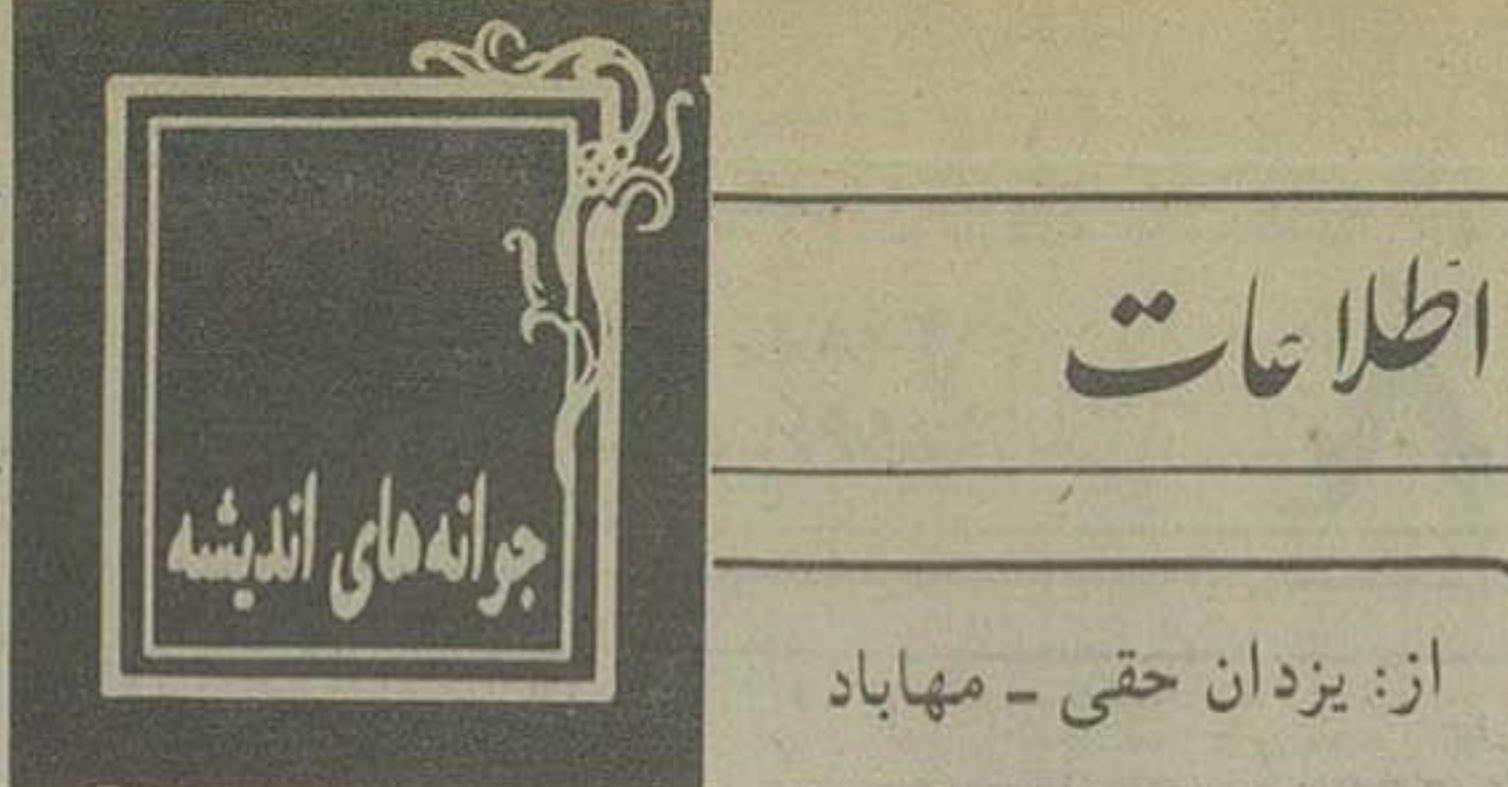 اطلاعات
از: یزدان حقی ـ مهاباد
جوانه‌های اندیشه